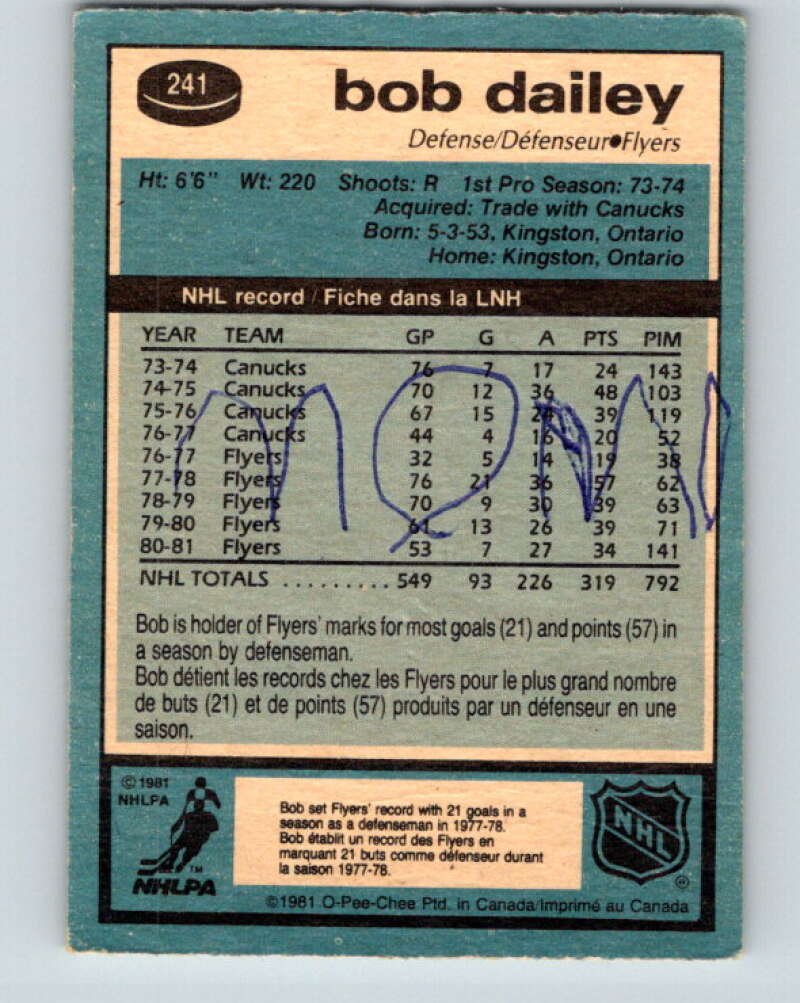 241
bob dailey
Defense/Défenseur●Flyers
Ht: 6'6" Wt: 220 Shoots: R 1st Pro Season: 73-74
Acquired: Trade with Canucks
Born: 5-3-53, Kingston, Ontario
Home: Kingston, Ontario
NHL record / Fiche dans la LNH
YEAR TEAM GP G A PTS PIM
73-74 Canucks 76 7 17 24 143
74-75 Canucks 70 12 36 48 103
75-76 Canucks 67 15 24 39 119
76-77 Canucks 44 4 16 20 52
76-77 Flyers 32 5 14 19 38
77-78 Flyers 76 21 36 57 62
78-79 Flyers 70 9 30 39 63
79-80 Flyers 61 13 26 39 71
80-81 Flyers 53 7 27 34 141
NHL TOTALS .......... 549 93 226 319 792
Bob is holder of Flyers' marks for most goals (21) and points (57) in
a season by defenseman.
Bob détient les records chez les Flyers pour le plus grand nombre
de buts (21) et de points (57) produits par un défenseur en une
saison.
© 1981
NHLPA
TM
NHLPA
Bob set Flyers' record with 21 goals in a
season as a defenseman in 1977-78.
Bob établit un record des Flyers en
marquant 21 buts comme défenseur durant
la saison 1977-78.
NHL
©1981 O-Pee-Chee Ptd. in Canada/Imprimé au Canada